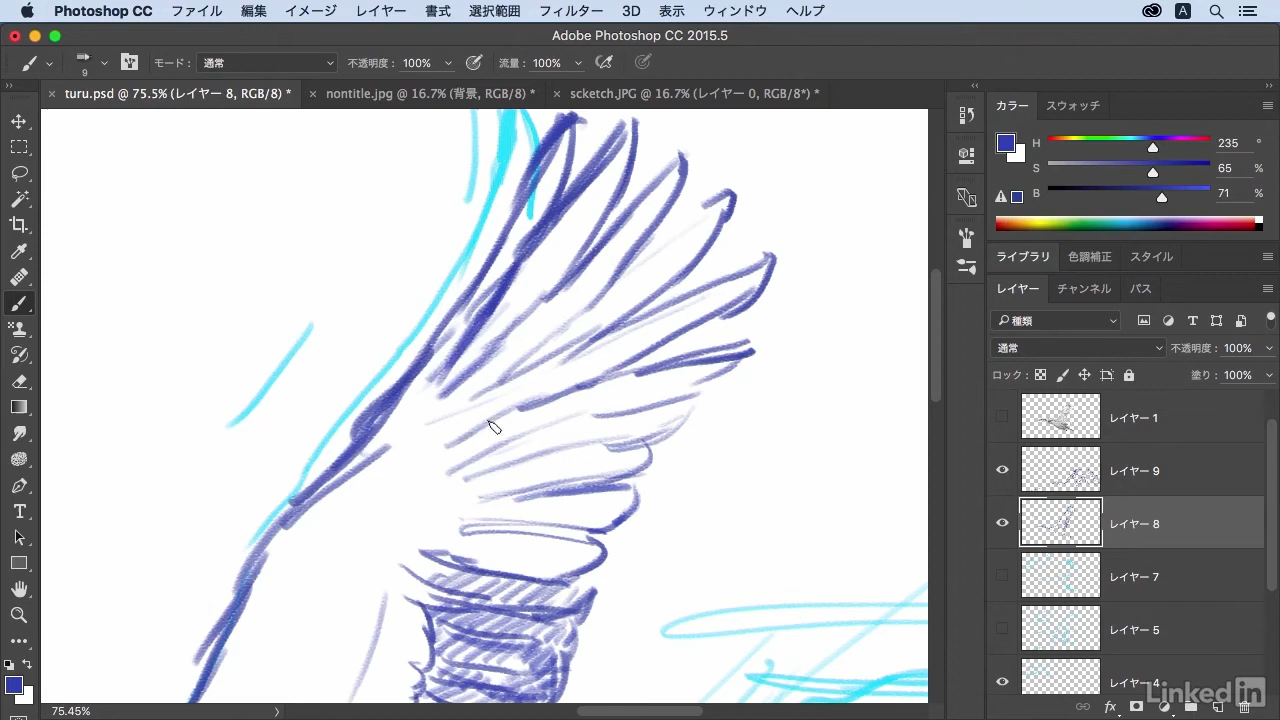 Photoshop CC ファイル 編集 イメージ レイヤー 書式 選択範囲 フィルター 3D 表示 ウィンドウ ヘルプ A
Adobe Photoshop CC 2015.5
9 モード： 通常 不透明度： 100% 流量： 100%
× turu.psd @ 75.5% (レイヤー 8, RGB/8) * × nontitle.jpg @ 16.7% (背景, RGB/8) * × scketch.JPG @ 16.7% (レイヤー 0, RGB/8*) *
カラー スウォッチ
H 235 °
S 65 %
B 71 %
ライブラリ 色調補正 スタイル
レイヤー チャンネル パス
種類
通常 不透明度： 100%
ロック： 塗り： 100%
レイヤー 1
レイヤー 9
レイヤー 8
レイヤー 7
レイヤー 5
レイヤー 4
75.45%
LinkedIn
fx